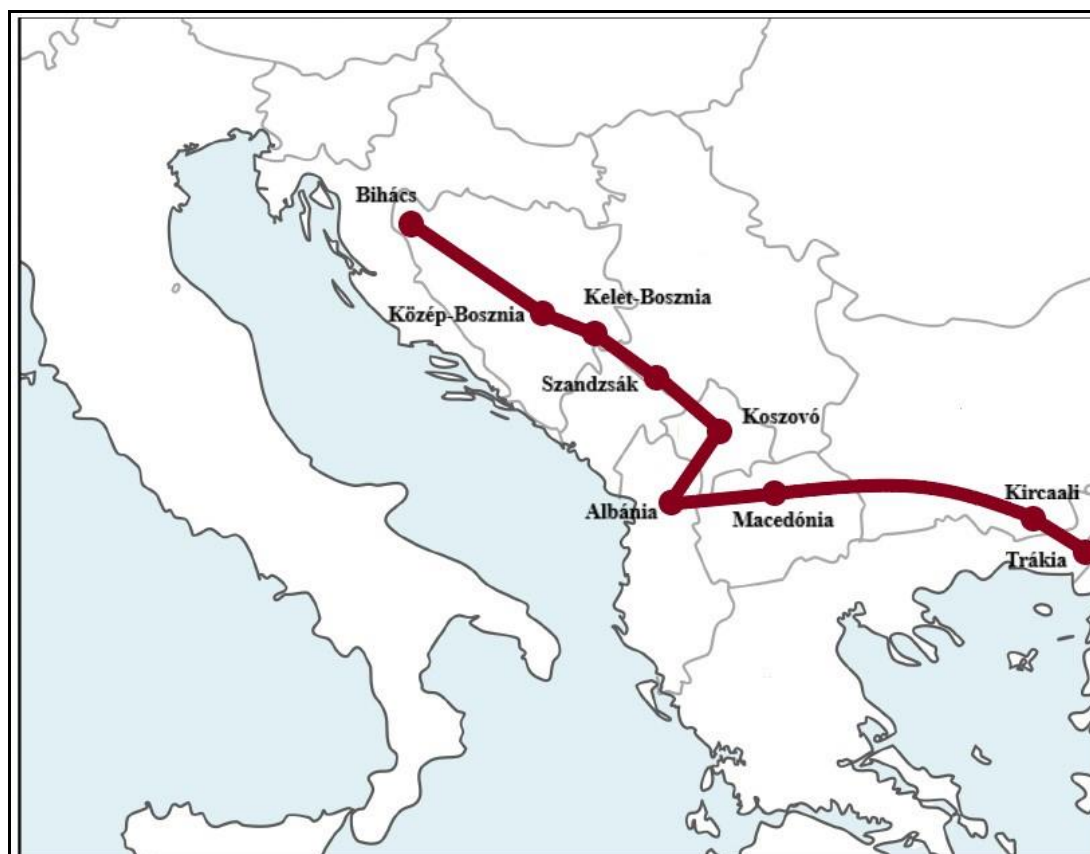 Bihács
Kelet-Bosznia
Közép-Bosznia
Szandzsák
Koszovó
Kircaali
Albánia
Macedónia
Trákia